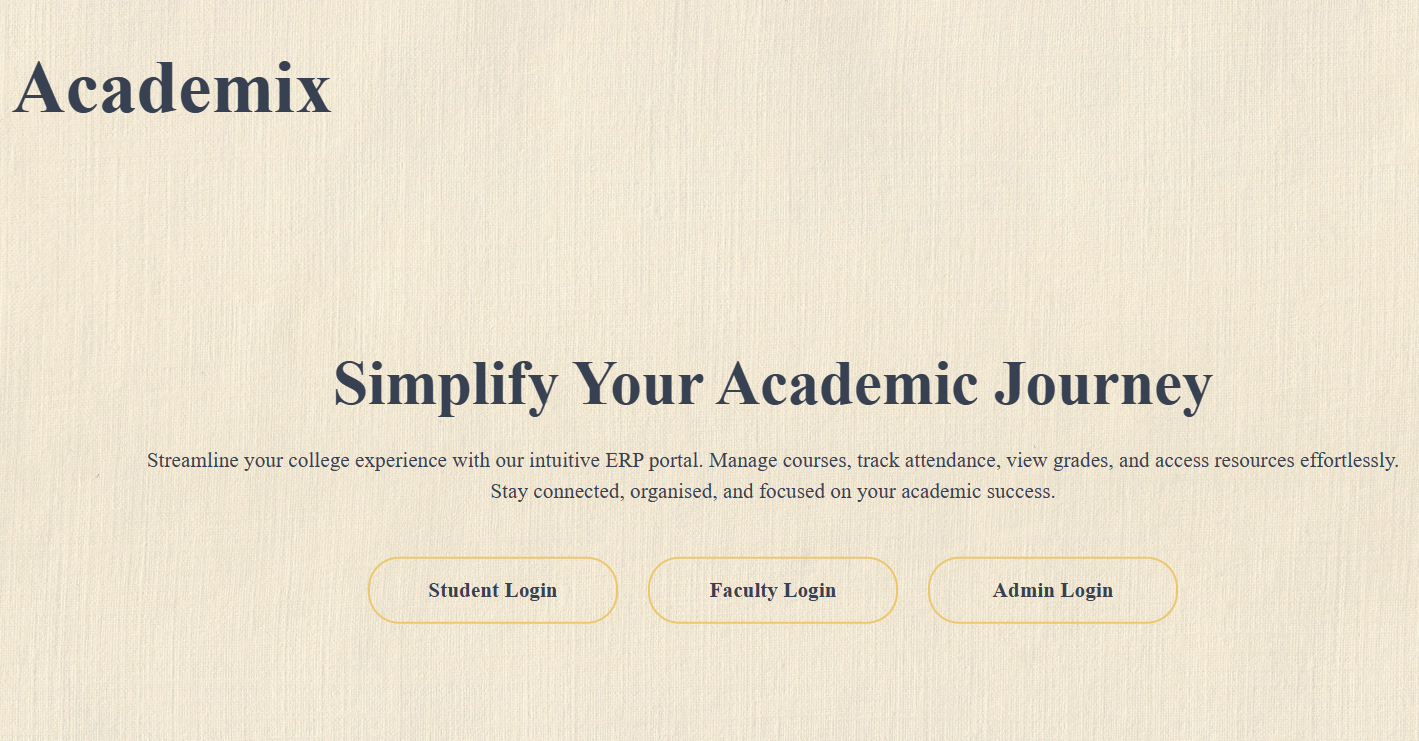 Academix
Simplify Your Academic Journey
Streamline your college experience with our intuitive ERP portal. Manage courses, track attendance, view grades, and access resources effortlessly.
Stay connected, organised, and focused on your academic success.
Student Login
Faculty Login
Admin Login